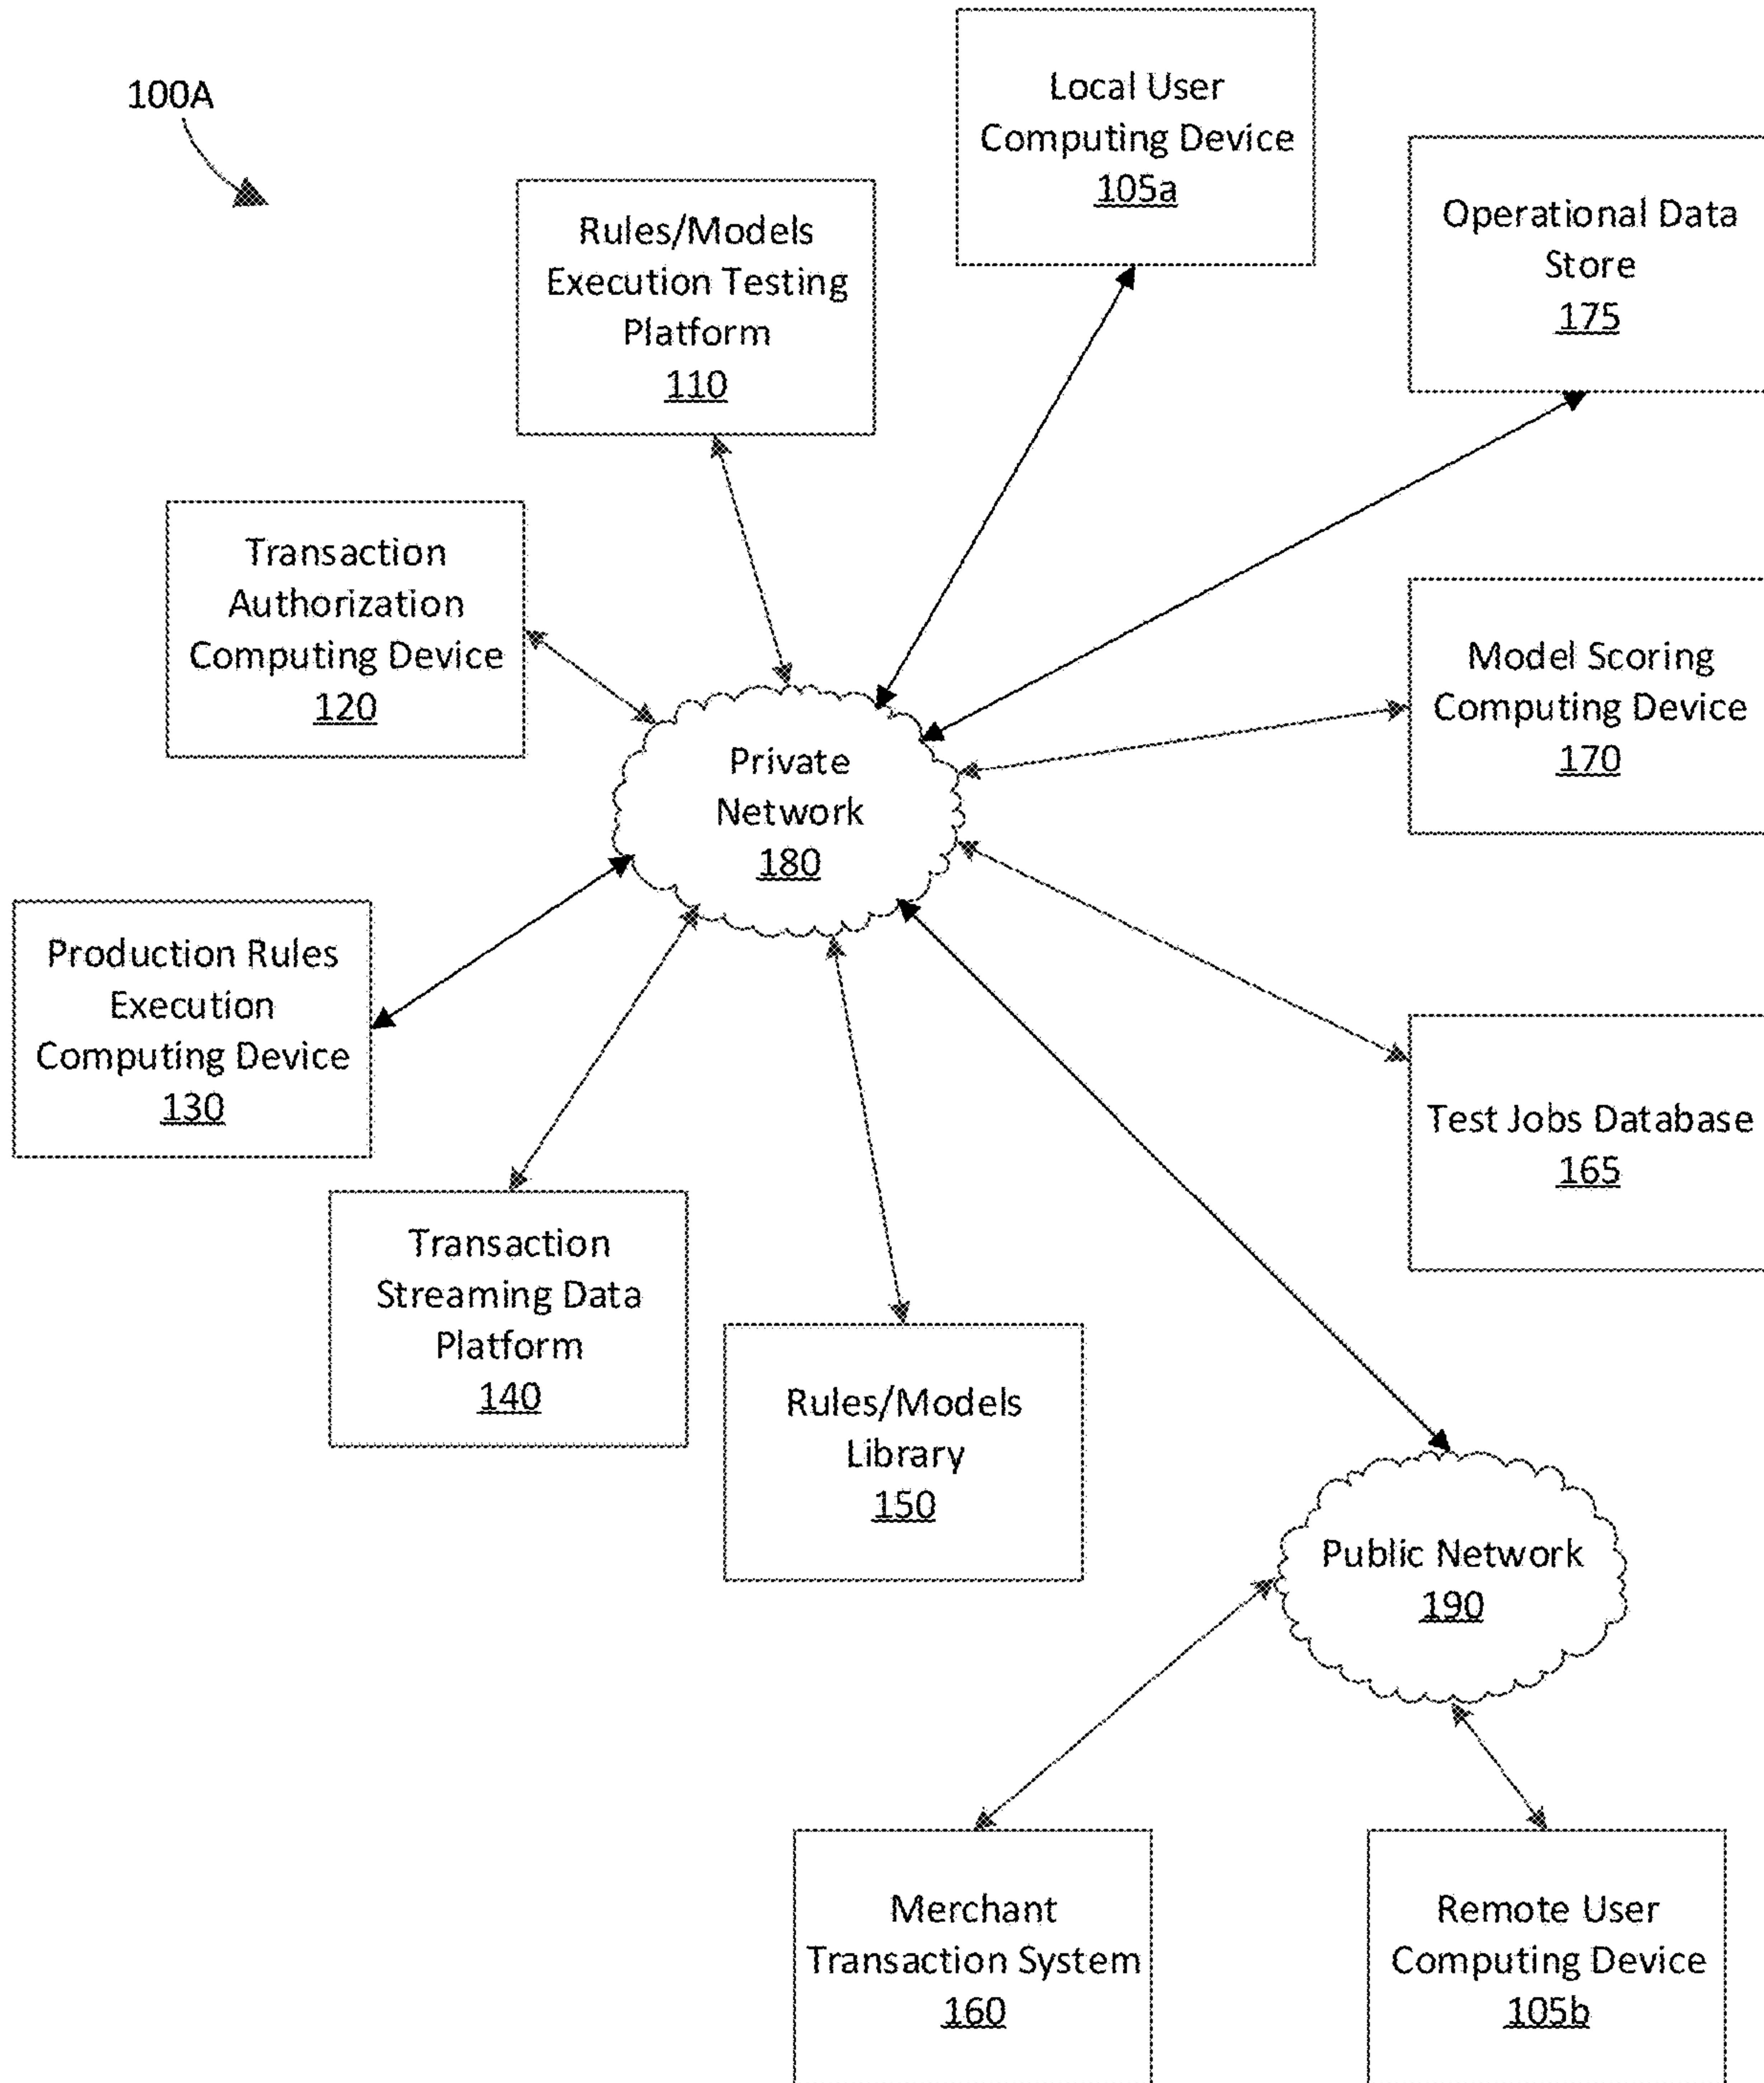 100A
Local User
Computing Device
105a
Operational Data
Store
175
Rules/Models
Execution Testing
Platform
110
Transaction
Authorization
Computing Device
120
Model Scoring
Computing Device
170
Private
Network
180
Production Rules
Execution
Computing Device
130
Test Jobs Database
165
Transaction
Streaming Data
Platform
140
Rules/Models
Library
150
Public Network
190
Merchant
Transaction System
160
Remote User
Computing Device
105b